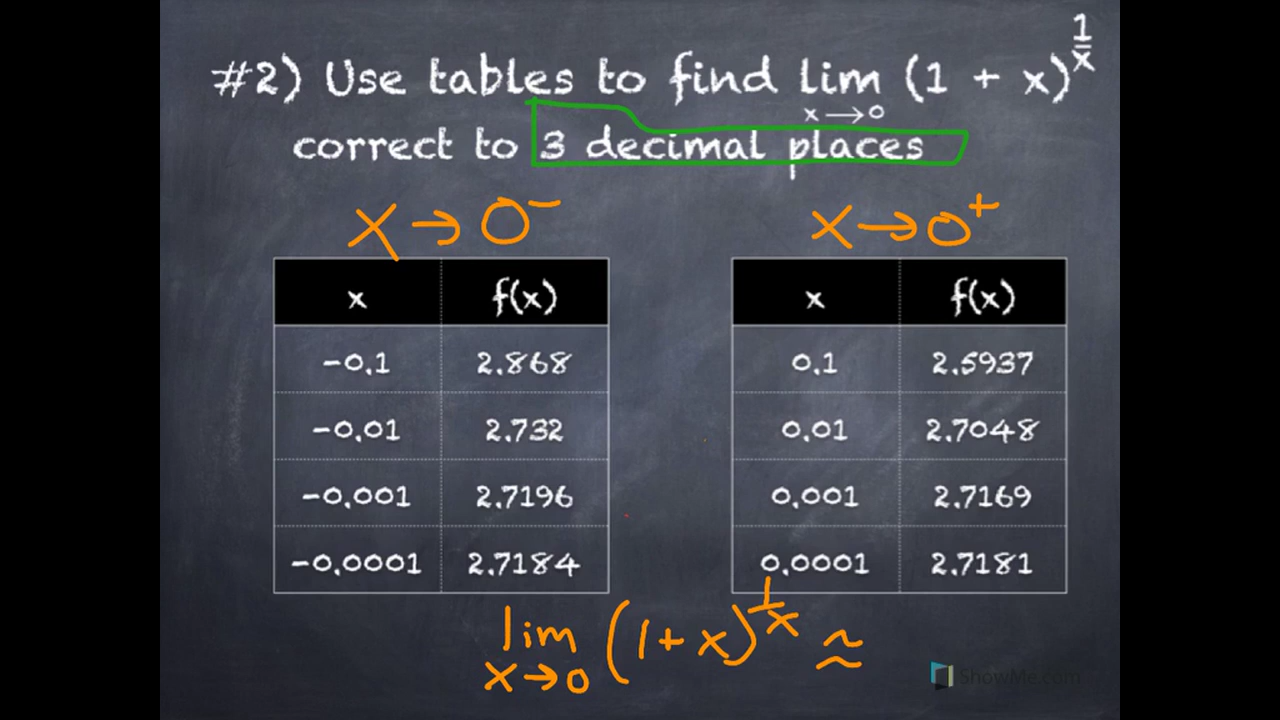 #2) Use tables to find lim (1 + x)^(1/x)
x → 0
correct to 3 decimal places
x → 0⁻
x → 0⁺
x f(x)
-0.1 2.868
-0.01 2.732
-0.001 2.7196
-0.0001 2.7184
x f(x)
0.1 2.5937
0.01 2.7048
0.001 2.7169
0.0001 2.7181
lim (1+x)^(1/x) ≈
x → 0
ShowMe.com